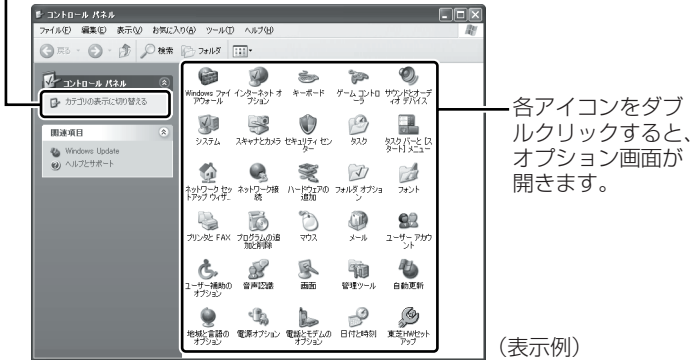 コントロール パネル
ファイル(F) 編集(E) 表示(V) お気に入り(A) ツール(T) ヘルプ(H)
戻る 検索 フォルダ
コントロール パネル
カテゴリの表示に切り替える
関連項目
Windows Update
ヘルプとサポート
Windows ファイアウォール
インターネット オプション
キーボード
ゲーム コントローラ
サウンドとオーディオ デバイス
システム
スキャナとカメラ
セキュリティ センター
タスク
タスク バーと [スタート] メニュー
ネットワーク セットアップ ウィザ...
ネットワーク接続
ハードウェアの追加
フォルダ オプション
フォント
プリンタと FAX
プログラムの追加と削除
マウス
メール
ユーザー アカウント
ユーザー補助のオプション
音声認識
画面
管理ツール
自動更新
地域と言語のオプション
電源オプション
電話とモデムのオプション
日付と時刻
東芝HWセットアップ
各アイコンをダブ
ルクリックすると、
オプション画面が
開きます。
(表示例)